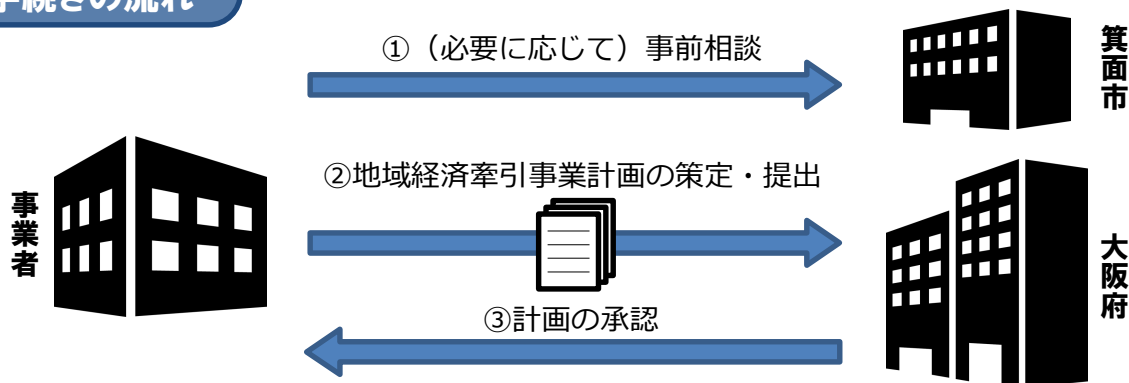 手続きの流れ
①（必要に応じて）事前相談
箕面市
②地域経済牽引事業計画の策定・提出
事業者
大阪府
③計画の承認